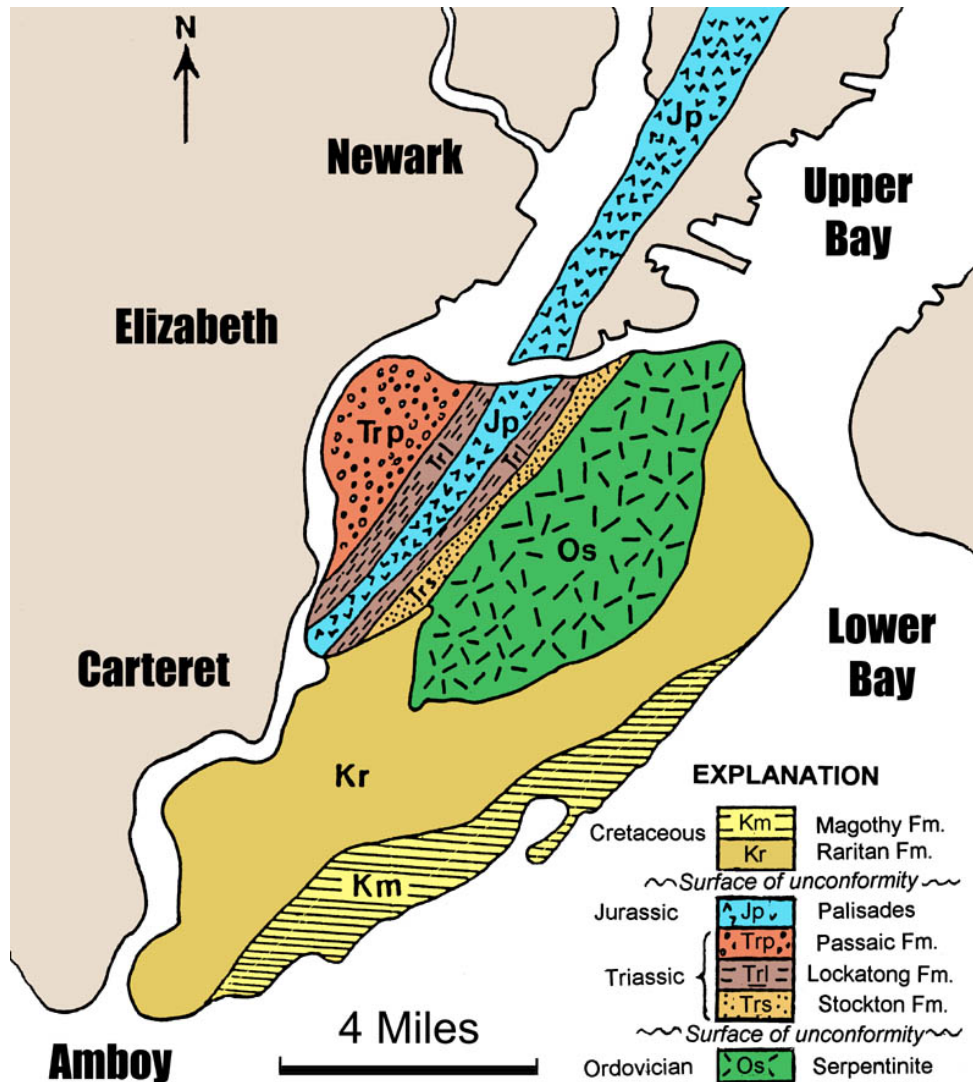 N
Newark
Jp
Upper
Bay
Elizabeth
Trp
Trl
Jp
Trl
Os
Trs
Carteret
Lower
Bay
Kr
Km
EXPLANATION
Cretaceous
Km
Magothy Fm.
Kr
Raritan Fm.
Surface of unconformity
Jurassic
Jp
Palisades
Triassic
Trp
Passaic Fm.
Trl
Lockatong Fm.
Trs
Stockton Fm.
Surface of unconformity
Ordovician
Os
Serpentinite
4 Miles
Amboy